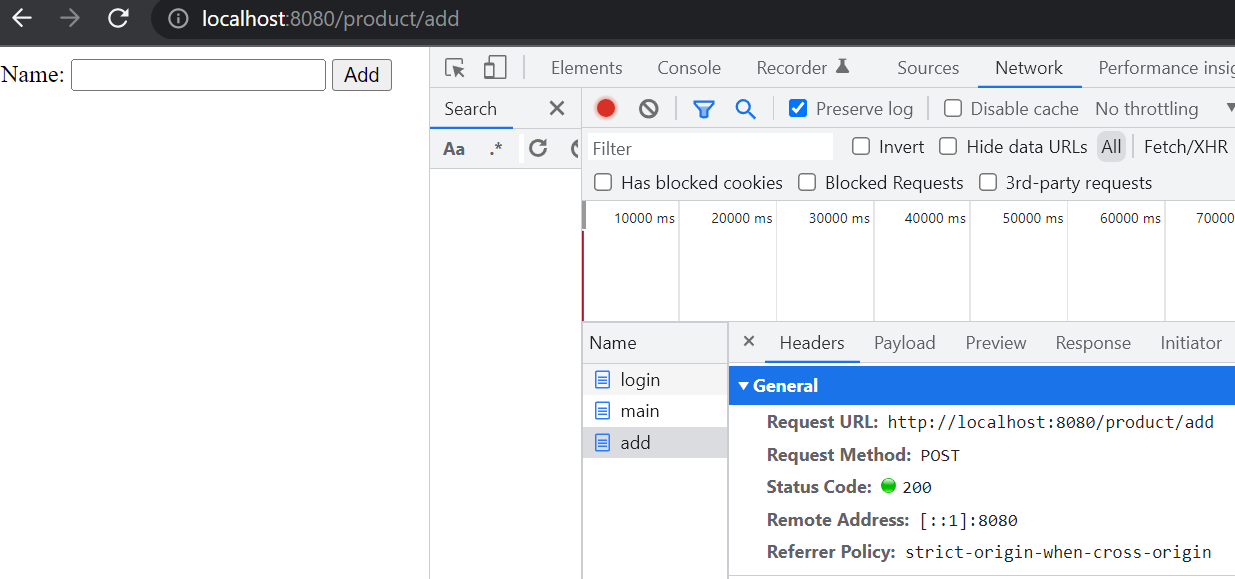 localhost:8080/product/add
Name: Add
Elements Console Recorder Sources Network Performance insig
Search Preserve log Disable cache No throttling
Aa .* Filter Invert Hide data URLs All Fetch/XHR
Has blocked cookies Blocked Requests 3rd-party requests
10000 ms 20000 ms 30000 ms 40000 ms 50000 ms 60000 ms 70000
Name Headers Payload Preview Response Initiator
login
main
add
General
Request URL: http://localhost:8080/product/add
Request Method: POST
Status Code: 200
Remote Address: [::1]:8080
Referrer Policy: strict-origin-when-cross-origin